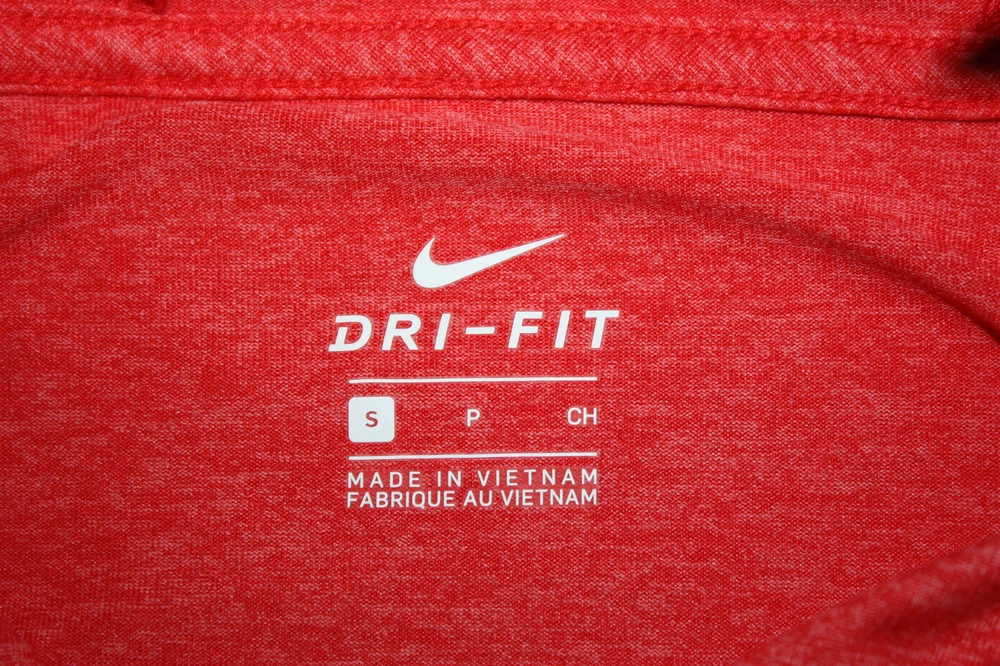 DRI-FIT
S P CH
MADE IN VIETNAM
FABRIQUE AU VIETNAM